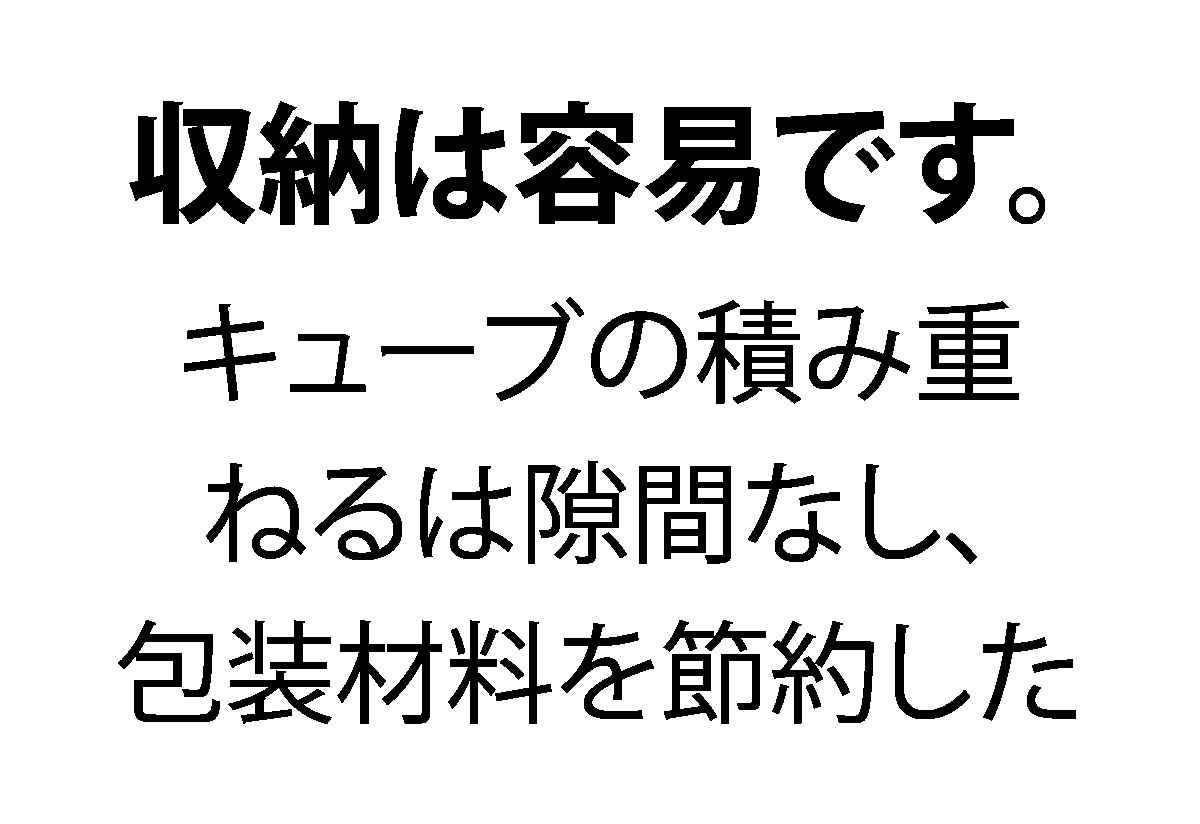 収納は容易です。
キューブの積み重
ねるは隙間なし、
包装材料を節約した